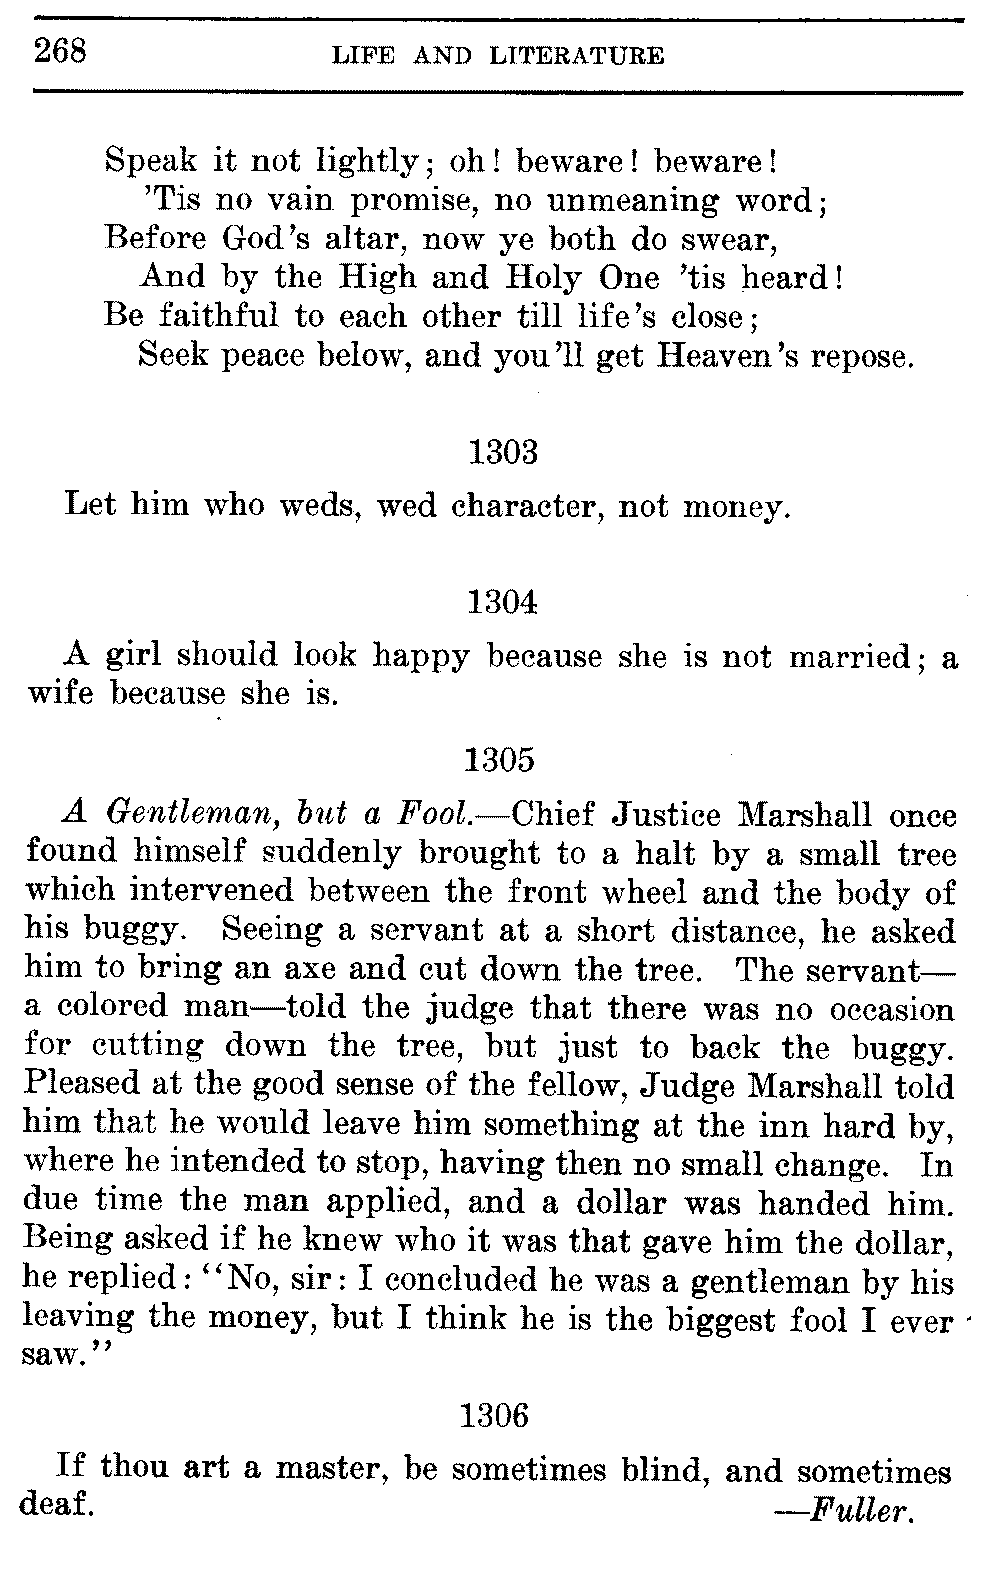 268 LIFE AND LITERATURE
Speak it not lightly; oh! beware! beware!
'Tis no vain promise, no unmeaning word;
Before God's altar, now ye both do swear,
And by the High and Holy One 'tis heard!
Be faithful to each other till life's close;
Seek peace below, and you'll get Heaven's repose.
1303
Let him who weds, wed character, not money.
1304
A girl should look happy because she is not married; a
wife because she is.
1305
A Gentleman, but a Fool.—Chief Justice Marshall once
found himself suddenly brought to a halt by a small tree
which intervened between the front wheel and the body of
his buggy. Seeing a servant at a short distance, he asked
him to bring an axe and cut down the tree. The servant—
a colored man—told the judge that there was no occasion
for cutting down the tree, but just to back the buggy.
Pleased at the good sense of the fellow, Judge Marshall told
him that he would leave him something at the inn hard by,
where he intended to stop, having then no small change. In
due time the man applied, and a dollar was handed him.
Being asked if he knew who it was that gave him the dollar,
he replied: "No, sir: I concluded he was a gentleman by his
leaving the money, but I think he is the biggest fool I ever
saw."
1306
If thou art a master, be sometimes blind, and sometimes
deaf. —Fuller.